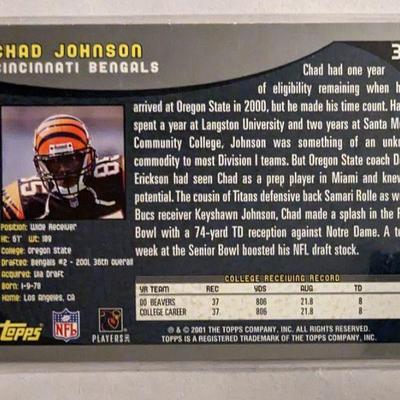 CHAD JOHNSON
CINCINNATI BENGALS
3
Chad had one year
of eligibility remaining when h
arrived at Oregon State in 2000, but he made his time count. Ha
spent a year at Langston University and two years at Santa Mo
Community College, Johnson was something of an unk
commodity to most Division I teams. But Oregon State coach D
Erickson had seen Chad as a prep player in Miami and knew
potential. The cousin of Titans defensive back Samari Rolle as w
Bucs receiver Keyshawn Johnson, Chad made a splash in the F
Bowl with a 74-yard TD reception against Notre Dame. A t
week at the Senior Bowl boosted his NFL draft stock.
85
Position: Wide Receiver
Ht: 6'1" Wt: 189
College: Oregon State
Drafted: Bengals #2 - 2001, 36th overall
Acquired: Via Draft
Born: 1-9-78
Home: Los Angeles, CA
COLLEGE RECEIVING RECORD
YR TEAM REC YDS AVG TD
00 BEAVERS 37 806 21.8 8
COLLEGE CAREER 37 806 21.8 8
Topps
NFL
PLAYERS INC
® & © 2001 THE TOPPS COMPANY, INC. ALL RIGHTS RESERVED.
TOPPS IS A REGISTERED TRADEMARK OF THE TOPPS COMPANY, INC.